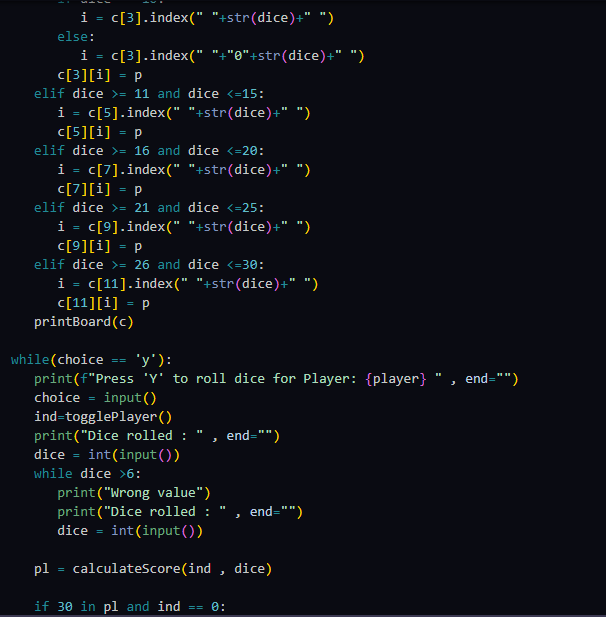 i = c[3].index(" "+str(dice)+" ")
        else:
            i = c[3].index(" "+"0"+str(dice)+" ")
        c[3][i] = p
    elif dice >= 11 and dice <=15:
        i = c[5].index(" "+str(dice)+" ")
        c[5][i] = p
    elif dice >= 16 and dice <=20:
        i = c[7].index(" "+str(dice)+" ")
        c[7][i] = p
    elif dice >= 21 and dice <=25:
        i = c[9].index(" "+str(dice)+" ")
        c[9][i] = p
    elif dice >= 26 and dice <=30:
        i = c[11].index(" "+str(dice)+" ")
        c[11][i] = p
    printBoard(c)

while(choice == 'y'):
    print(f"Press 'Y' to roll dice for Player: {player} " , end="")
    choice = input()
    ind=togglePlayer()
    print("Dice rolled : " , end="")
    dice = int(input())
    while dice >6:
        print("Wrong value")
        print("Dice rolled : " , end="")
        dice = int(input())

    pl = calculateScore(ind , dice)

    if 30 in pl and ind == 0: